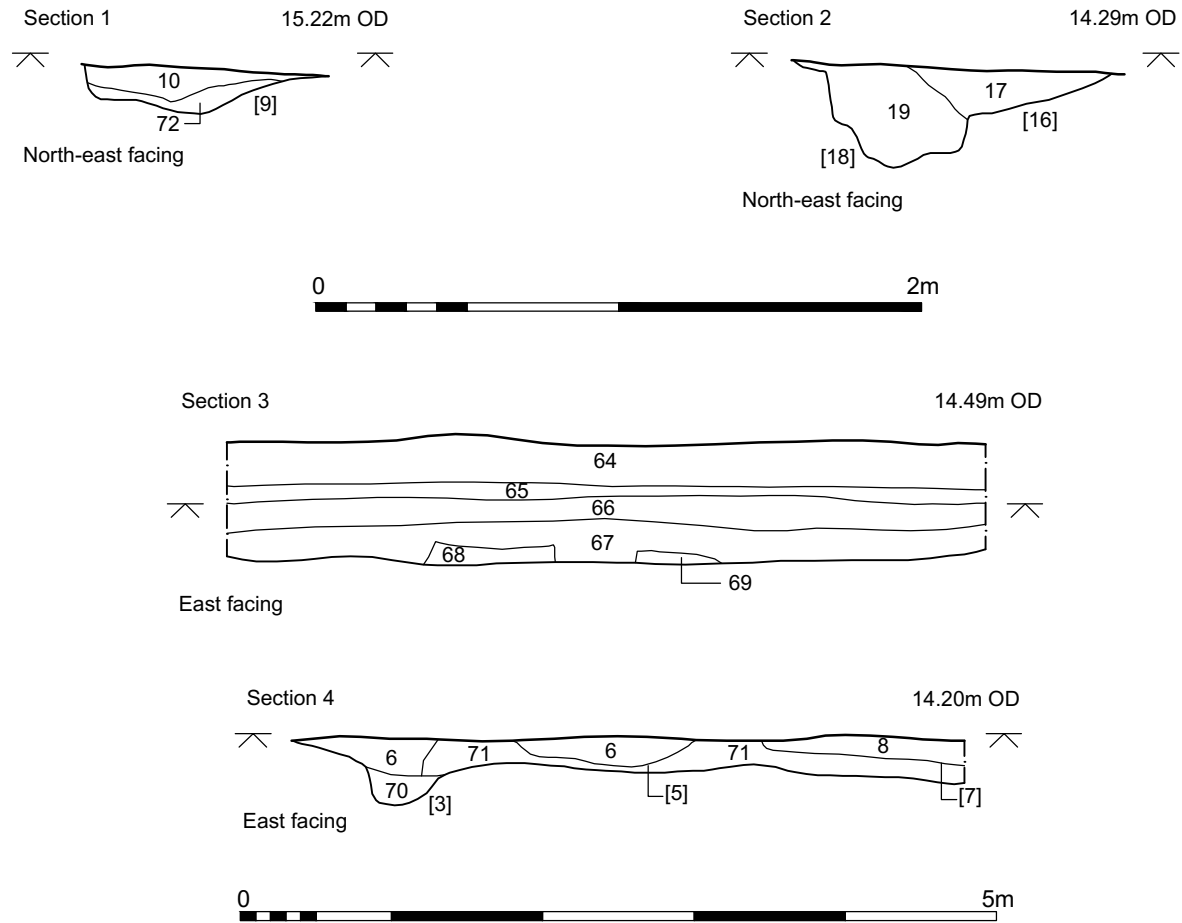 Section 1 15.22m OD
10
[9]
72
North-east facing
Section 2 14.29m OD
17
19
[16]
[18]
North-east facing
0 2m
Section 3 14.49m OD
64
65
66
67
68
69
East facing
Section 4 14.20m OD
6 71 6 71 8
70 [3] [5] [7]
East facing
0 5m